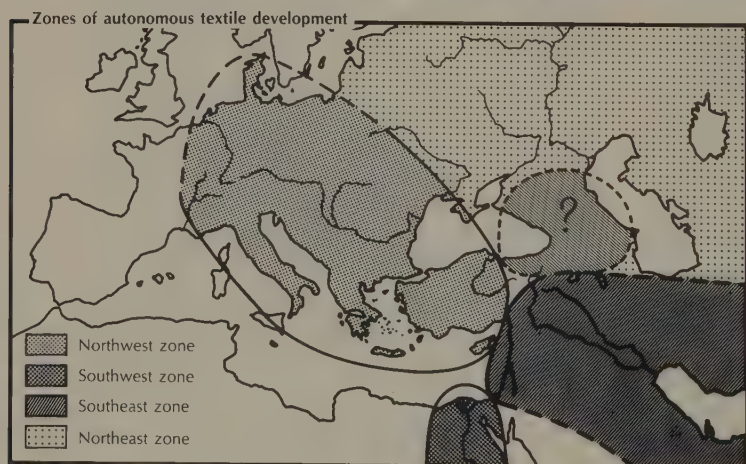 Zones of autonomous textile development
?
Northwest zone
Southwest zone
Southeast zone
Northeast zone